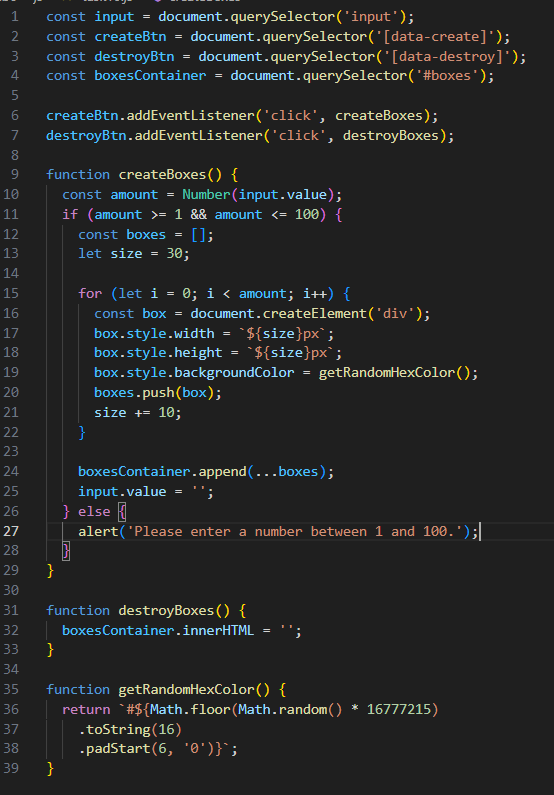 1 const input = document.querySelector('input');
2 const createBtn = document.querySelector('[data-create]');
3 const destroyBtn = document.querySelector('[data-destroy]');
4 const boxesContainer = document.querySelector('#boxes');
5
6 createBtn.addEventListener('click', createBoxes);
7 destroyBtn.addEventListener('click', destroyBoxes);
8
9 function createBoxes() {
10   const amount = Number(input.value);
11   if (amount >= 1 && amount <= 100) {
12     const boxes = [];
13     let size = 30;
14
15     for (let i = 0; i < amount; i++) {
16       const box = document.createElement('div');
17       box.style.width = `${size}px`;
18       box.style.height = `${size}px`;
19       box.style.backgroundColor = getRandomHexColor();
20       boxes.push(box);
21       size += 10;
22     }
23
24     boxesContainer.append(...boxes);
25     input.value = '';
26   } else {
27     alert('Please enter a number between 1 and 100.');
28   }
29 }
30
31 function destroyBoxes() {
32   boxesContainer.innerHTML = '';
33 }
34
35 function getRandomHexColor() {
36   return `#${Math.floor(Math.random() * 16777215)
37     .toString(16)
38     .padStart(6, '0')}`;
39 }